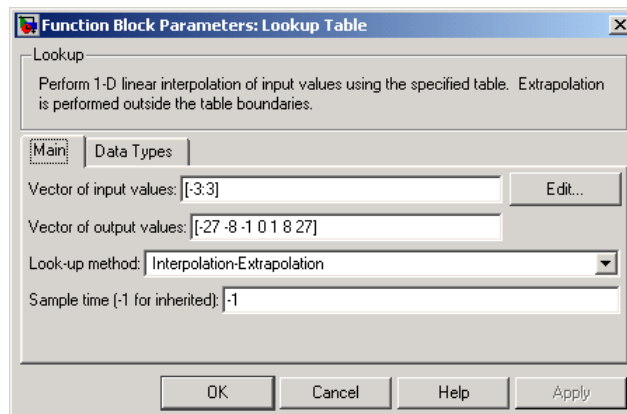 Function Block Parameters: Lookup Table
Lookup
Perform 1-D linear interpolation of input values using the specified table. Extrapolation
is performed outside the table boundaries.
Main Data Types
Vector of input values: [-3:3] Edit...
Vector of output values: [-27 -8 -1 0 1 8 27]
Look-up method: Interpolation-Extrapolation
Sample time (-1 for inherited): -1
OK Cancel Help Apply